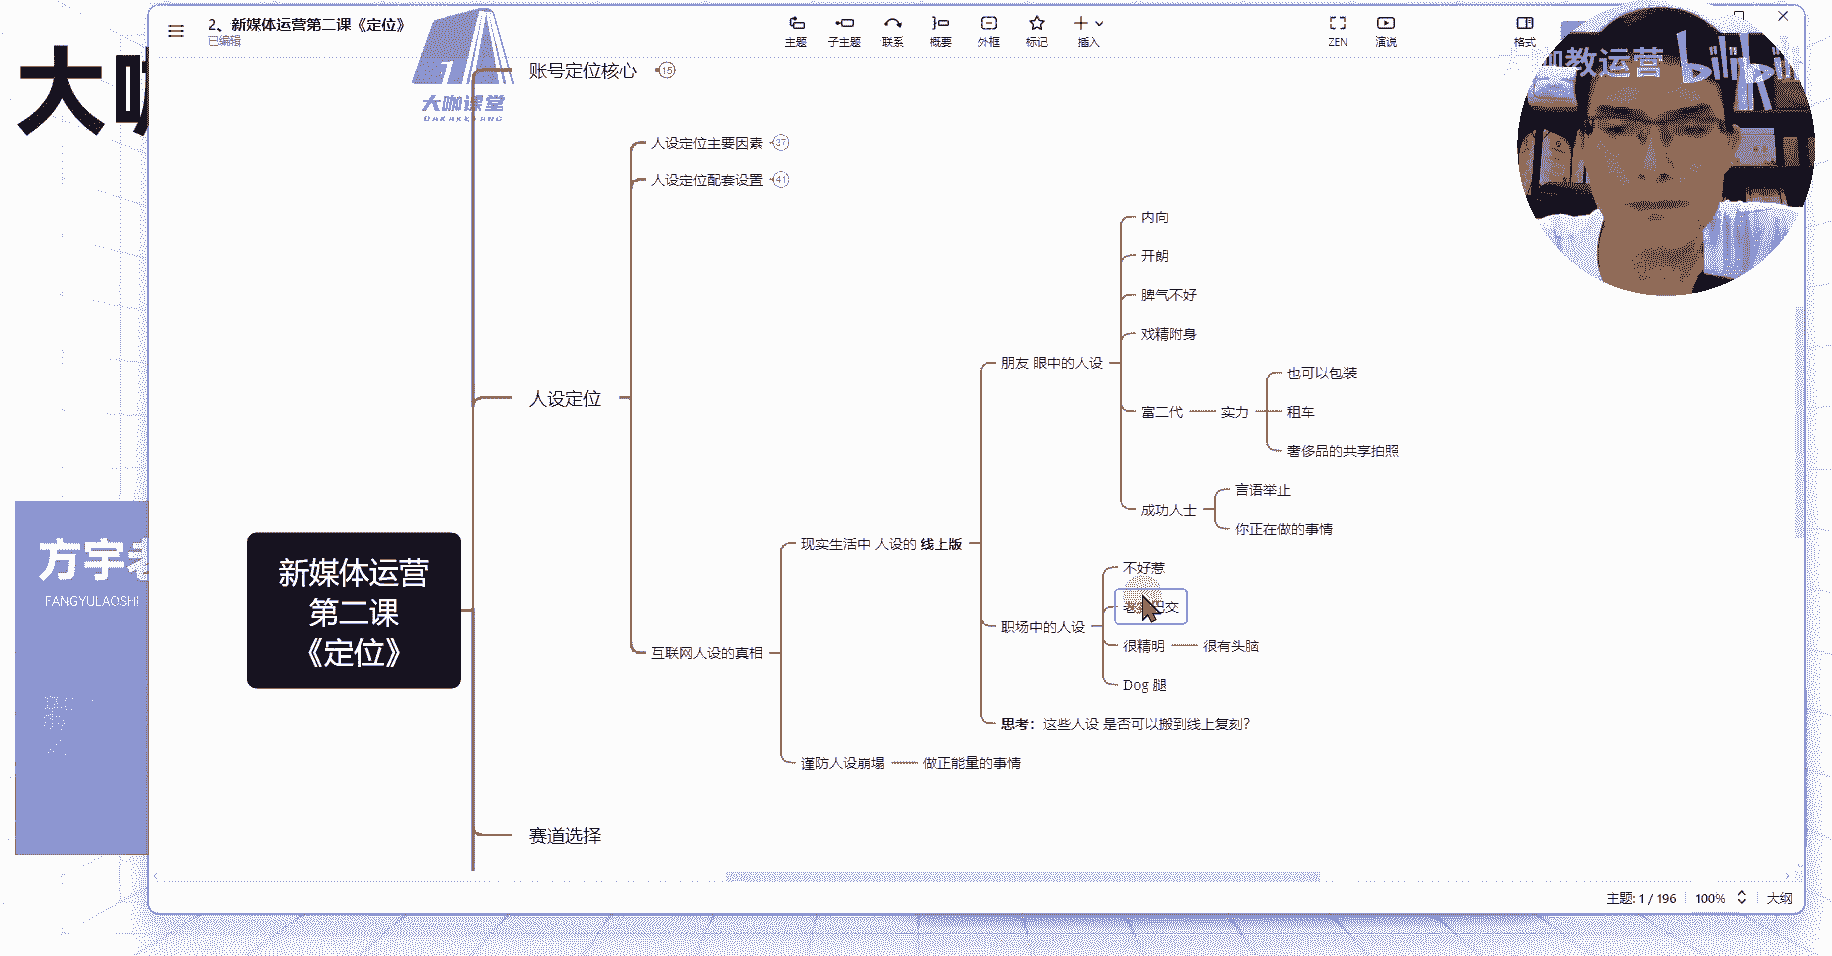 2、新媒体运营第二课《定位》
已编辑
主题
子主题
联系
概要
外框
标记
插入
ZEN
演说
格式
大
大咖课堂
DAKAKETANG
咖教运营
bilibili
账号定位核心 15
人设定位主要因素 37
人设定位配套设置 41
内向
开朗
脾气不好
戏精附身
朋友 眼中的人设
也可以包装
富二代
实力
租车
奢侈品的共享拍照
人设定位
言语举止
成功人士
你正在做的事情
现实生活中 人设的 线上版
不好惹
新媒体运营
第二课
《定位》
方宇
FANGYULAOSHI
巴交
职场中的人设
很精明
很有头脑
互联网人设的真相
Dog 腿
思考：这些人设 是否可以搬到线上复刻?
谨防人设崩塌
做正能量的事情
赛道选择
主题: 1 / 196
100%
大纲